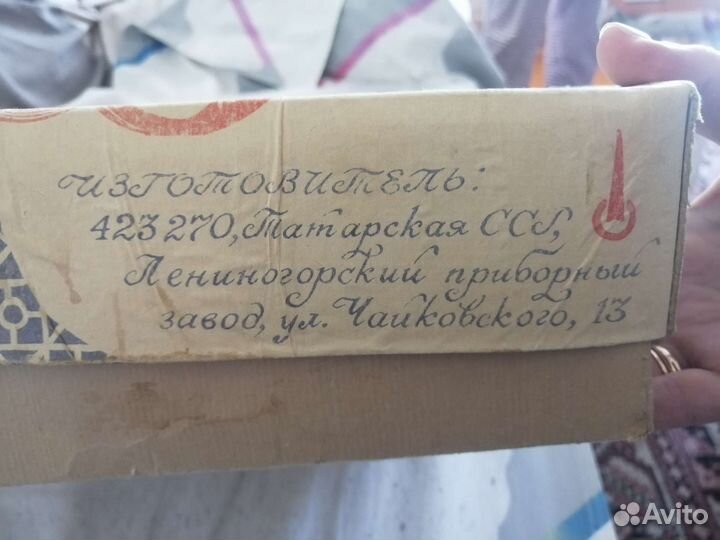 ИЗГОТОВИТЕЛЬ:
423270, Татарская ССР,
Лениногорский приборный
завод, ул. Чайковского, 13
Avito